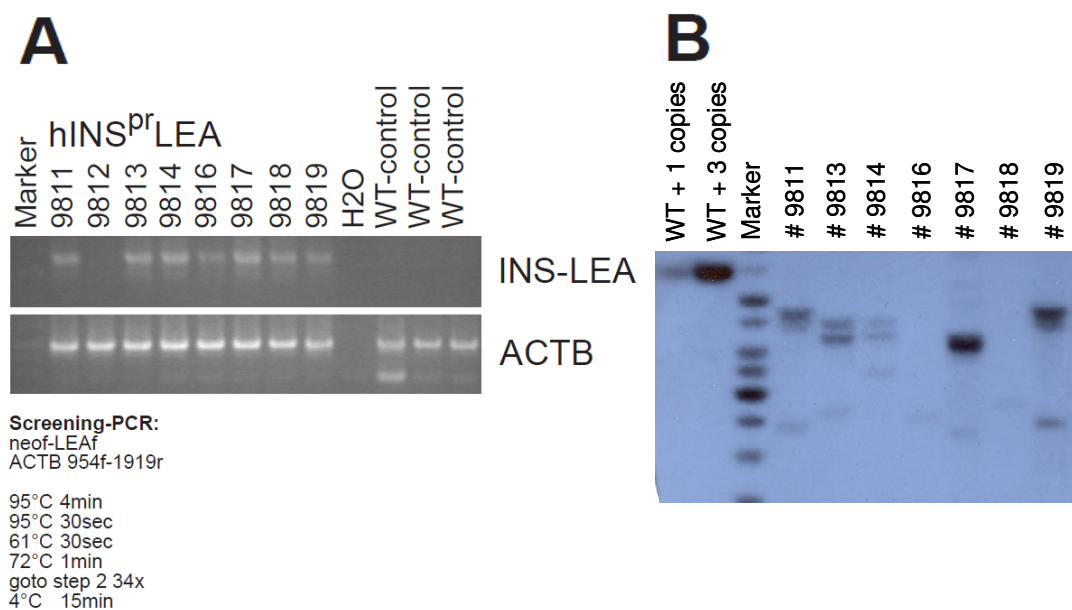 A
Marker
hINSprLEA
9811
9812
9813
9814
9816
9817
9818
9819
H2O
WT-control
WT-control
WT-control
INS-LEA
ACTB
Screening-PCR:
neof-LEAf
ACTB 954f-1919r
95°C 4min
95°C 30sec
61°C 30sec
72°C 1min
goto step 2 34x
4°C 15min
B
WT + 1 copies
WT + 3 copies
Marker
# 9811
# 9813
# 9814
# 9816
# 9817
# 9818
# 9819